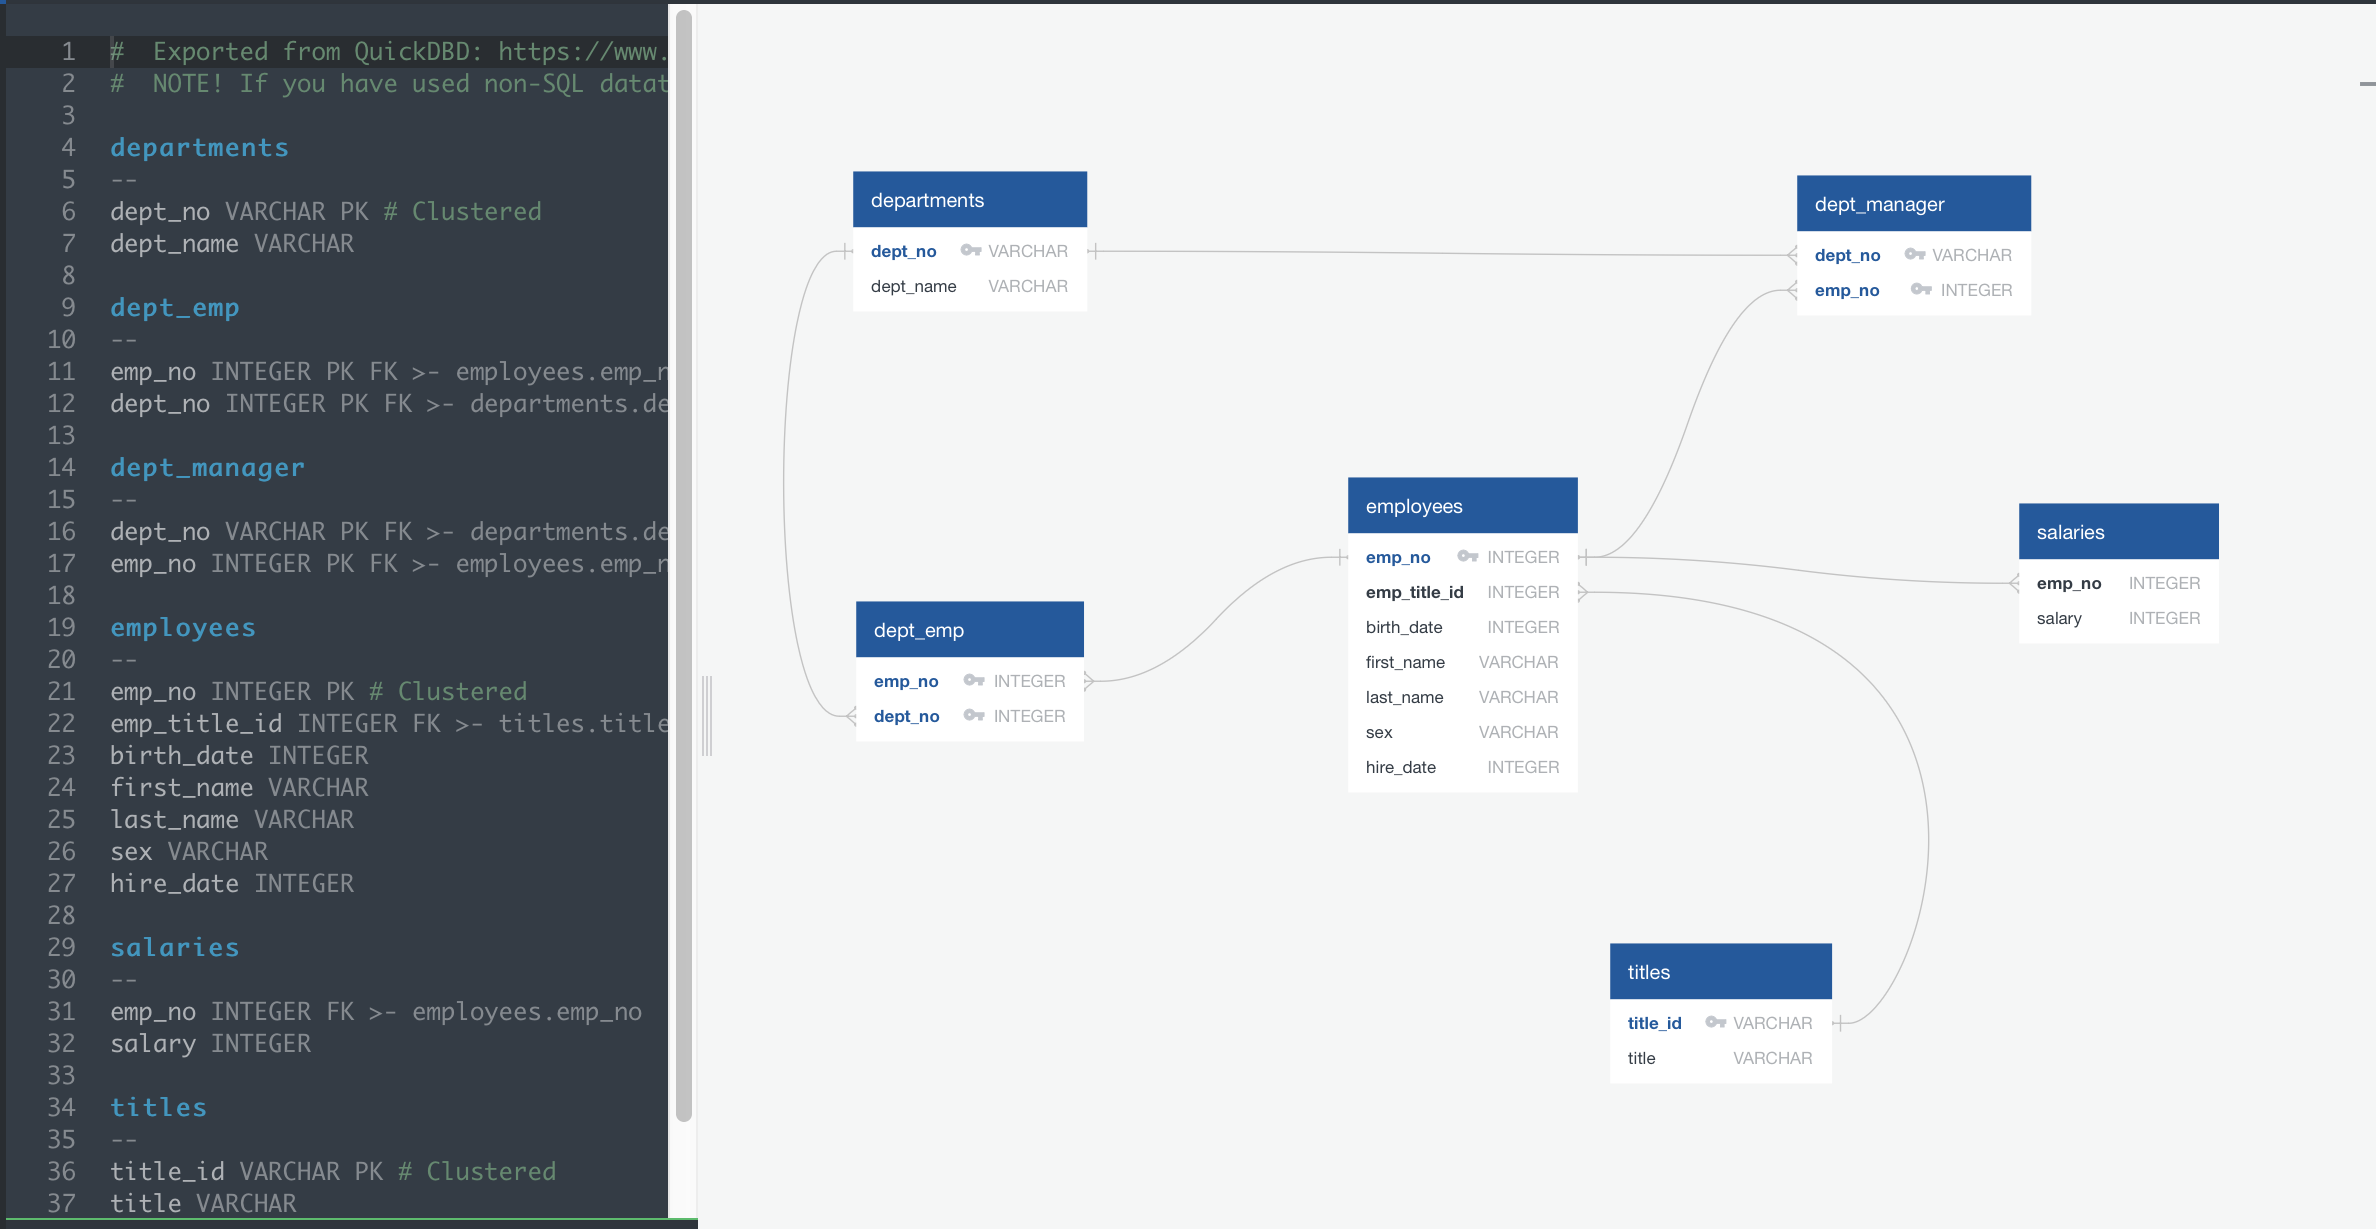 1 # Exported from QuickDBD: https://www.
2 # NOTE! If you have used non-SQL datat
3
4 departments
5 --
6 dept_no VARCHAR PK # Clustered
7 dept_name VARCHAR
8
9 dept_emp
10 --
11 emp_no INTEGER PK FK >- employees.emp_n
12 dept_no INTEGER PK FK >- departments.de
13
14 dept_manager
15 --
16 dept_no VARCHAR PK FK >- departments.de
17 emp_no INTEGER PK FK >- employees.emp_n
18
19 employees
20 --
21 emp_no INTEGER PK # Clustered
22 emp_title_id INTEGER FK >- titles.title
23 birth_date INTEGER
24 first_name VARCHAR
25 last_name VARCHAR
26 sex VARCHAR
27 hire_date INTEGER
28
29 salaries
30 --
31 emp_no INTEGER FK >- employees.emp_no
32 salary INTEGER
33
34 titles
35 --
36 title_id VARCHAR PK # Clustered
37 title VARCHAR
departments
dept_no VARCHAR
dept_name VARCHAR
dept_manager
dept_no VARCHAR
emp_no INTEGER
employees
emp_no INTEGER
emp_title_id INTEGER
birth_date INTEGER
first_name VARCHAR
last_name VARCHAR
sex VARCHAR
hire_date INTEGER
salaries
emp_no INTEGER
salary INTEGER
dept_emp
emp_no INTEGER
dept_no INTEGER
titles
title_id VARCHAR
title VARCHAR